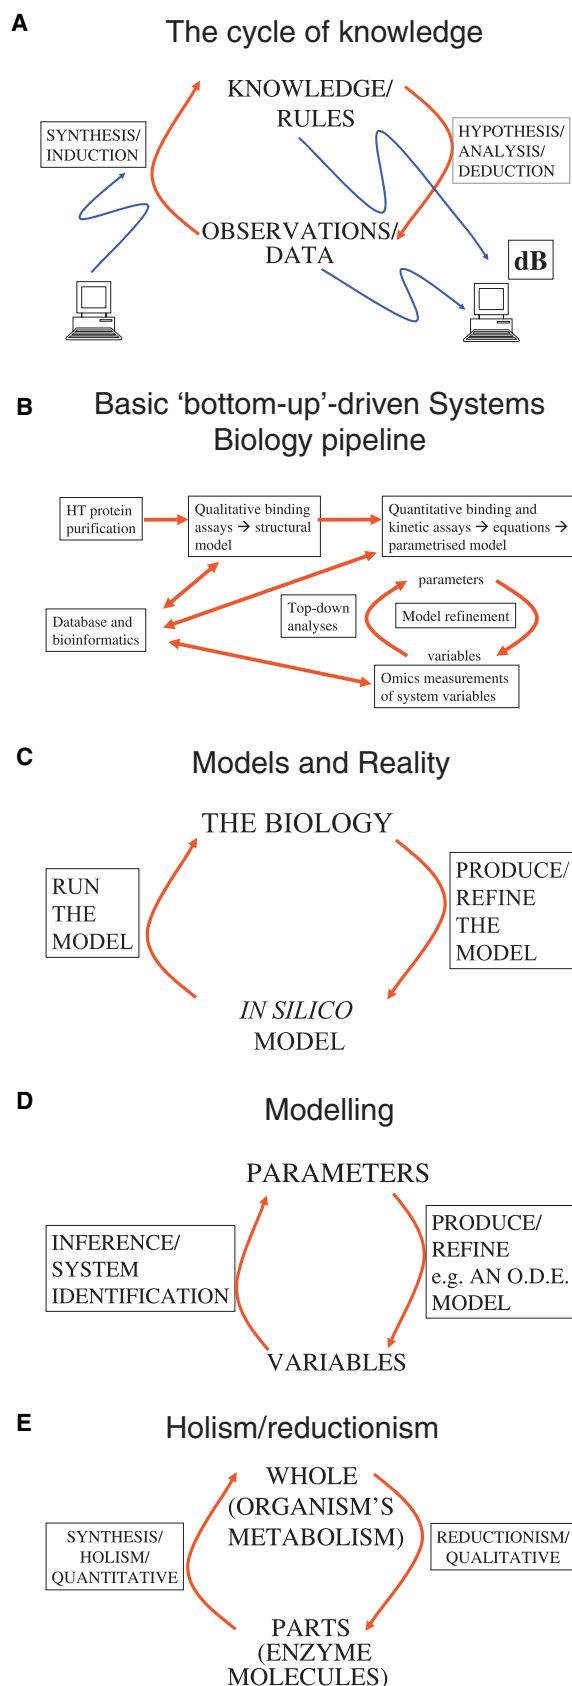 A
The cycle of knowledge
KNOWLEDGE/
RULES
SYNTHESIS/
INDUCTION
HYPOTHESIS/
ANALYSIS/
DEDUCTION
OBSERVATIONS/
DATA
dB
B
Basic ‘bottom-up’-driven Systems
Biology pipeline
HT protein
purification
Qualitative binding
assays → structural
model
Quantitative binding and
kinetic assays → equations →
parametrised model
parameters
Top-down
analyses
Model refinement
Database and
bioinformatics
variables
Omics measurements
of system variables
C
Models and Reality
THE BIOLOGY
RUN
THE
MODEL
PRODUCE/
REFINE
THE
MODEL
IN SILICO
MODEL
D
Modelling
PARAMETERS
INFERENCE/
SYSTEM
IDENTIFICATION
PRODUCE/
REFINE
e.g. AN O.D.E.
MODEL
VARIABLES
E
Holism/reductionism
WHOLE
(ORGANISM’S
METABOLISM)
SYNTHESIS/
HOLISM/
QUANTITATIVE
REDUCTIONISM/
QUALITATIVE
PARTS
(ENZYME
MOLECULES)